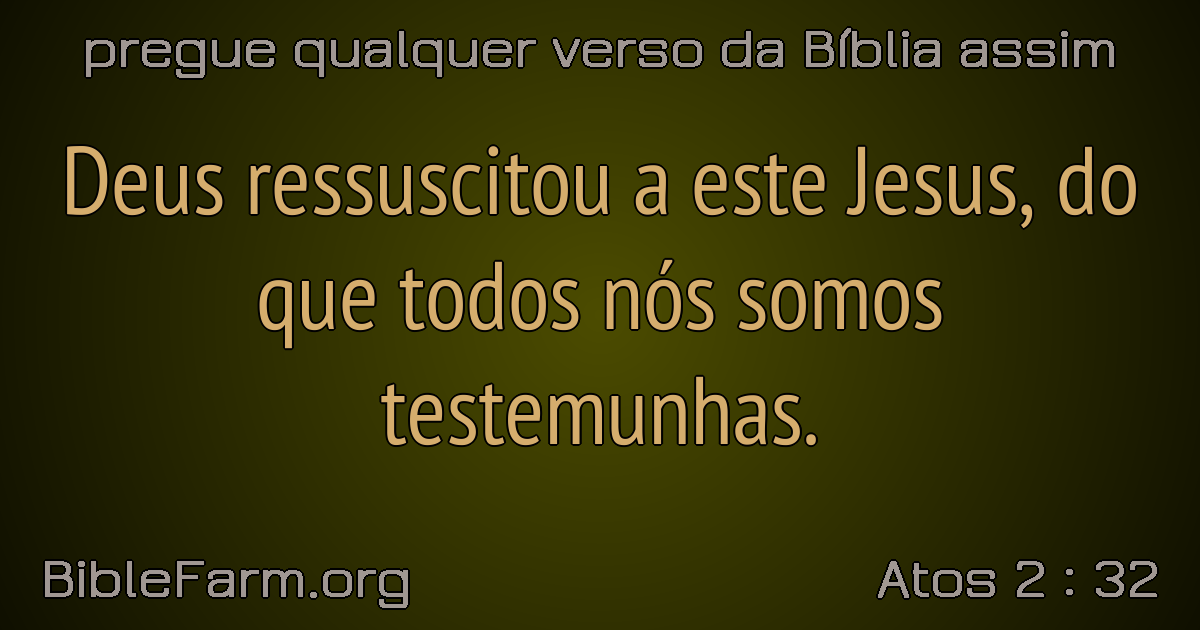 pregue qualquer verso da Bíblia assim
Deus ressuscitou a este Jesus, do
que todos nós somos
testemunhas.
BibleFarm.org
Atos 2 : 32